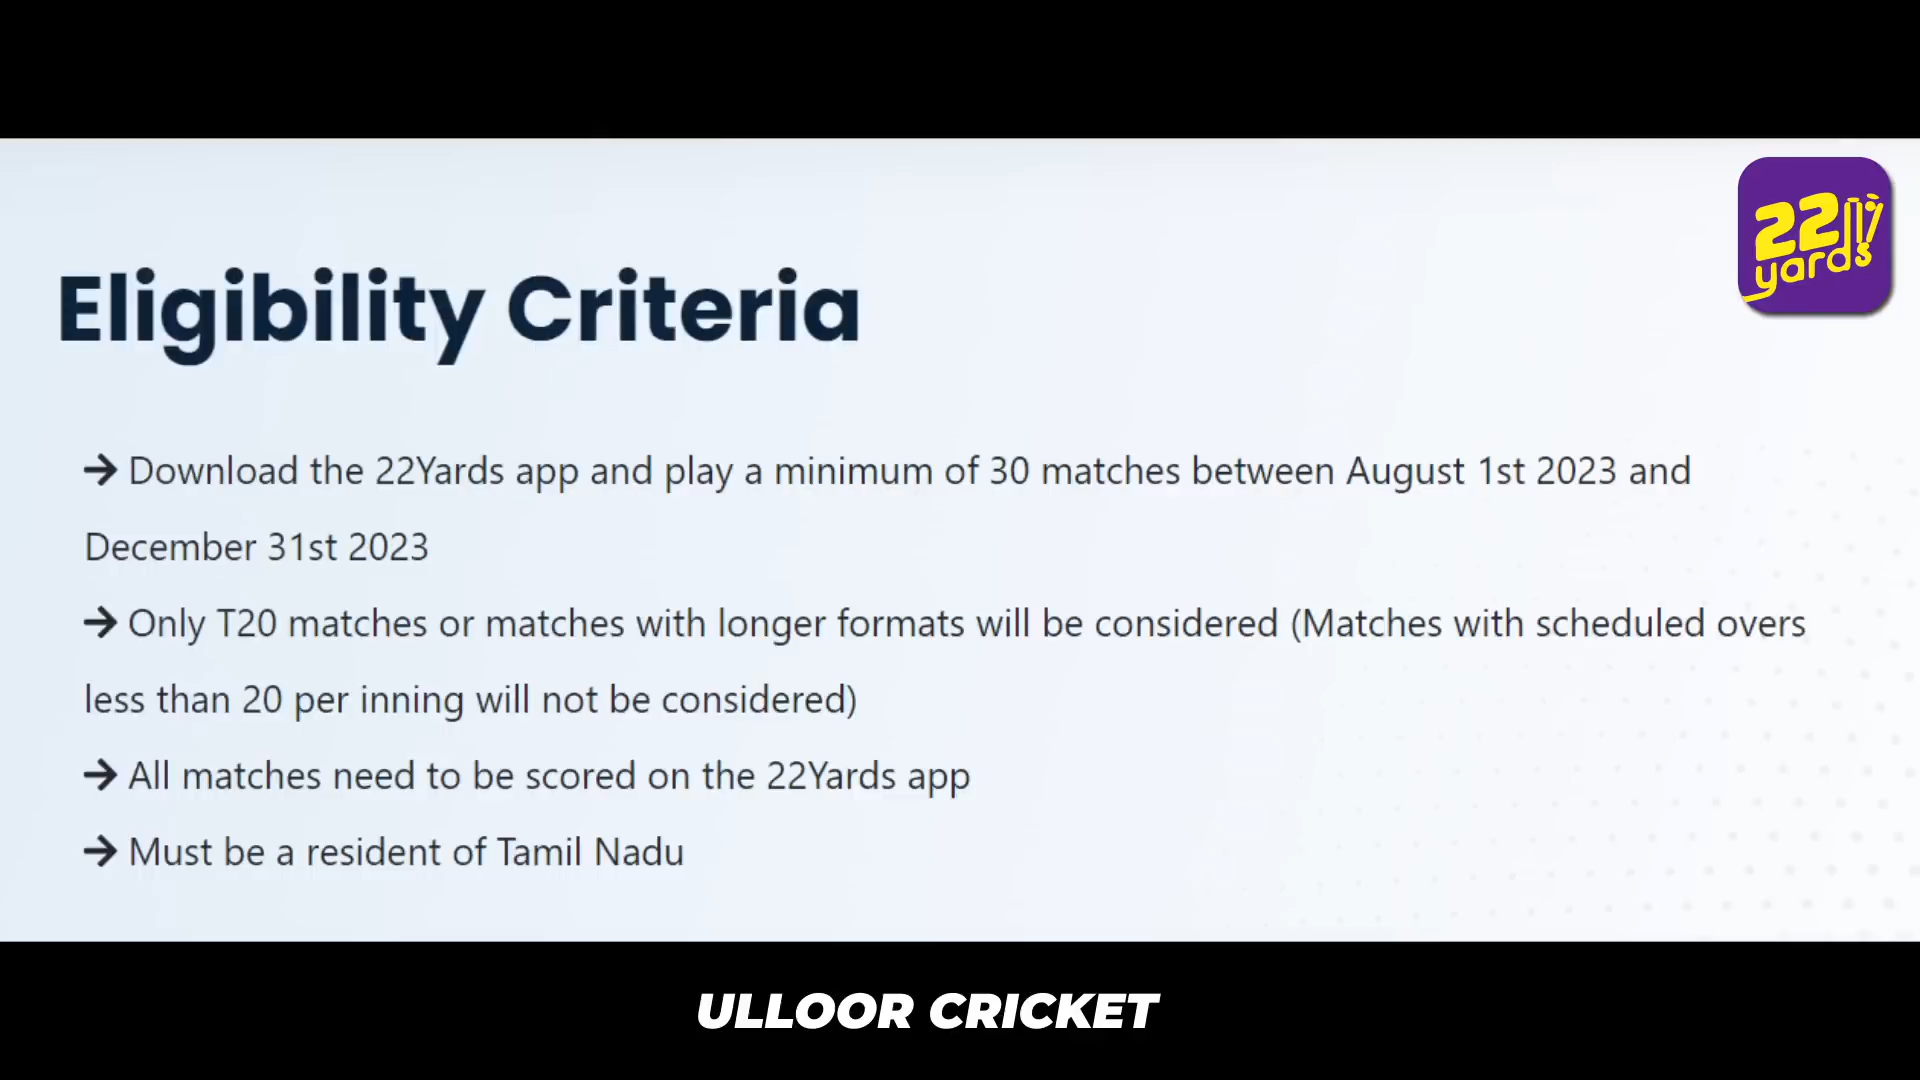 22
yards
Eligibility Criteria
→ Download the 22Yards app and play a minimum of 30 matches between August 1st 2023 and
December 31st 2023
→ Only T20 matches or matches with longer formats will be considered (Matches with scheduled overs
less than 20 per inning will not be considered)
→ All matches need to be scored on the 22Yards app
→ Must be a resident of Tamil Nadu
ULLOOR CRICKET